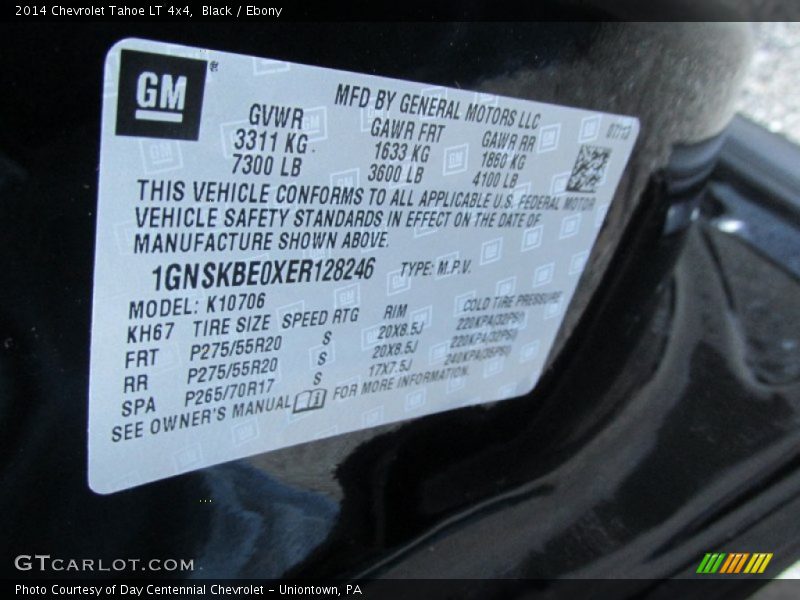 2014 Chevrolet Tahoe LT 4x4, Black / Ebony
GM ®
MFD BY GENERAL MOTORS LLC 07/13
GVWR GAWR FRT GAWR RR
3311 KG 1633 KG 1860 KG
7300 LB 3600 LB 4100 LB
THIS VEHICLE CONFORMS TO ALL APPLICABLE U.S. FEDERAL MOTOR
VEHICLE SAFETY STANDARDS IN EFFECT ON THE DATE OF
MANUFACTURE SHOWN ABOVE.
1GNSKBE0XER128246 TYPE: M.P.V.
MODEL: K10706
KH67 TIRE SIZE SPEED RTG RIM COLD TIRE PRESSURE
FRT P275/55R20 S 20X8.5J 220KPA(32PSI)
RR P275/55R20 S 20X8.5J 220KPA(32PSI)
SPA P265/70R17 S 17X7.5J 240KPA(35PSI)
SEE OWNER'S MANUAL FOR MORE INFORMATION.
GTCARLOT.COM
Photo Courtesy of Day Centennial Chevrolet – Uniontown, PA